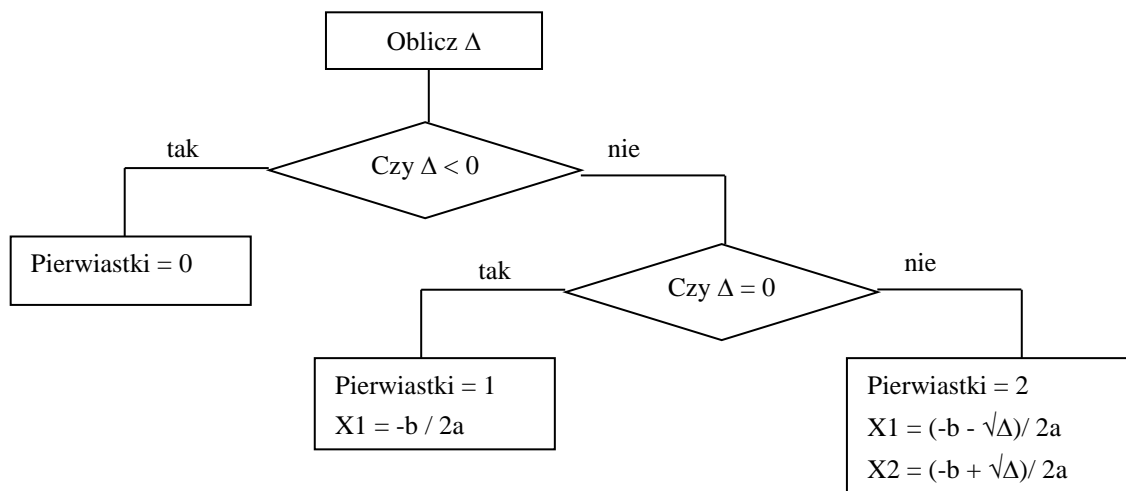 Oblicz Δ
tak
Czy Δ < 0
nie
Pierwiastki = 0
tak
Czy Δ = 0
nie
Pierwiastki = 1
X1 = -b / 2a
Pierwiastki = 2
X1 = (-b - √Δ)/ 2a
X2 = (-b + √Δ)/ 2a